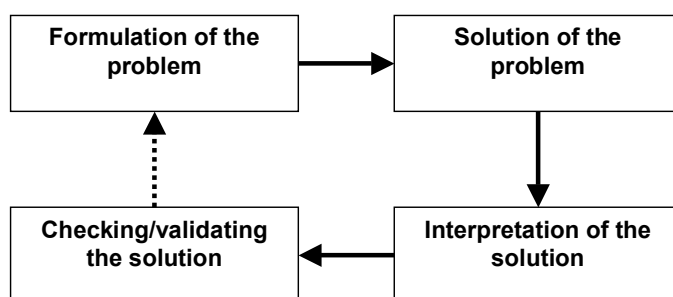 Formulation of the
problem
Solution of the
problem
Checking/validating
the solution
Interpretation of the
solution